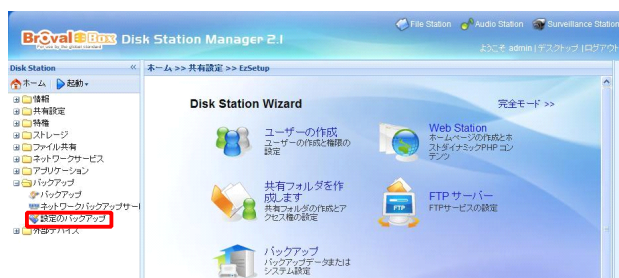 File Station Audio Station Surveillance Station
Broval Box Disk Station Manager 2.1
ようこそ admin | デスクトップ | ログアウト
Disk Station
ホーム >> 共有設定 >> EzSetup
ホーム 起動
情報
共有設定
特権
ストレージ
ファイル共有
ネットワークサービス
アプリケーション
バックアップ
バックアップ
ネットワークバックアップサー
設定のバックアップ
外部デバイス
Disk Station Wizard
完全モード >>
ユーザーの作成
ユーザーの作成と権限の
設定
Web Station
ホームページの作成とホ
ストダイナミックPHP コン
テンツ
共有フォルダを作
成します
共有フォルダの作成とア
クセス権の設定
FTP
FTP サーバー
FTPサービスの設定
バックアップ
バックアップデータまたは
システム設定